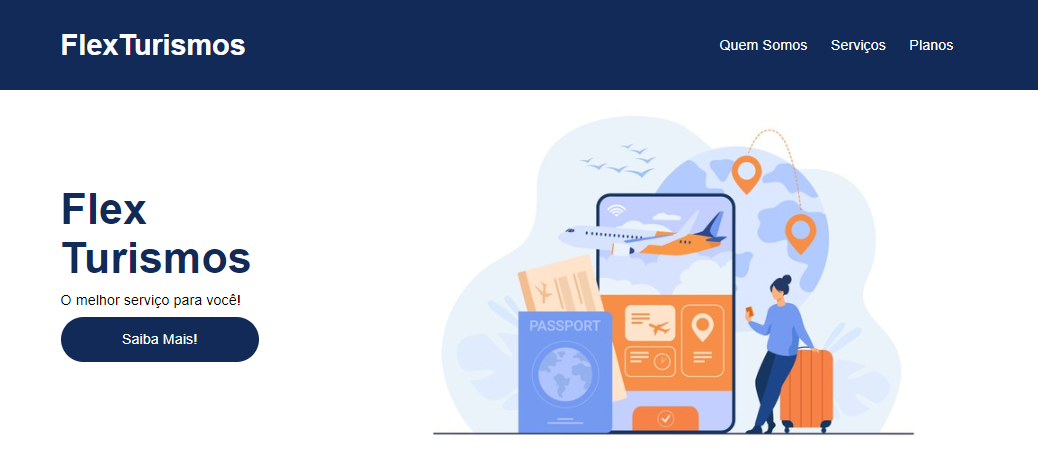 FlexTurismos
Quem Somos Serviços Planos
Flex
Turismos
O melhor serviço para você!
Saiba Mais!
PASSPORT